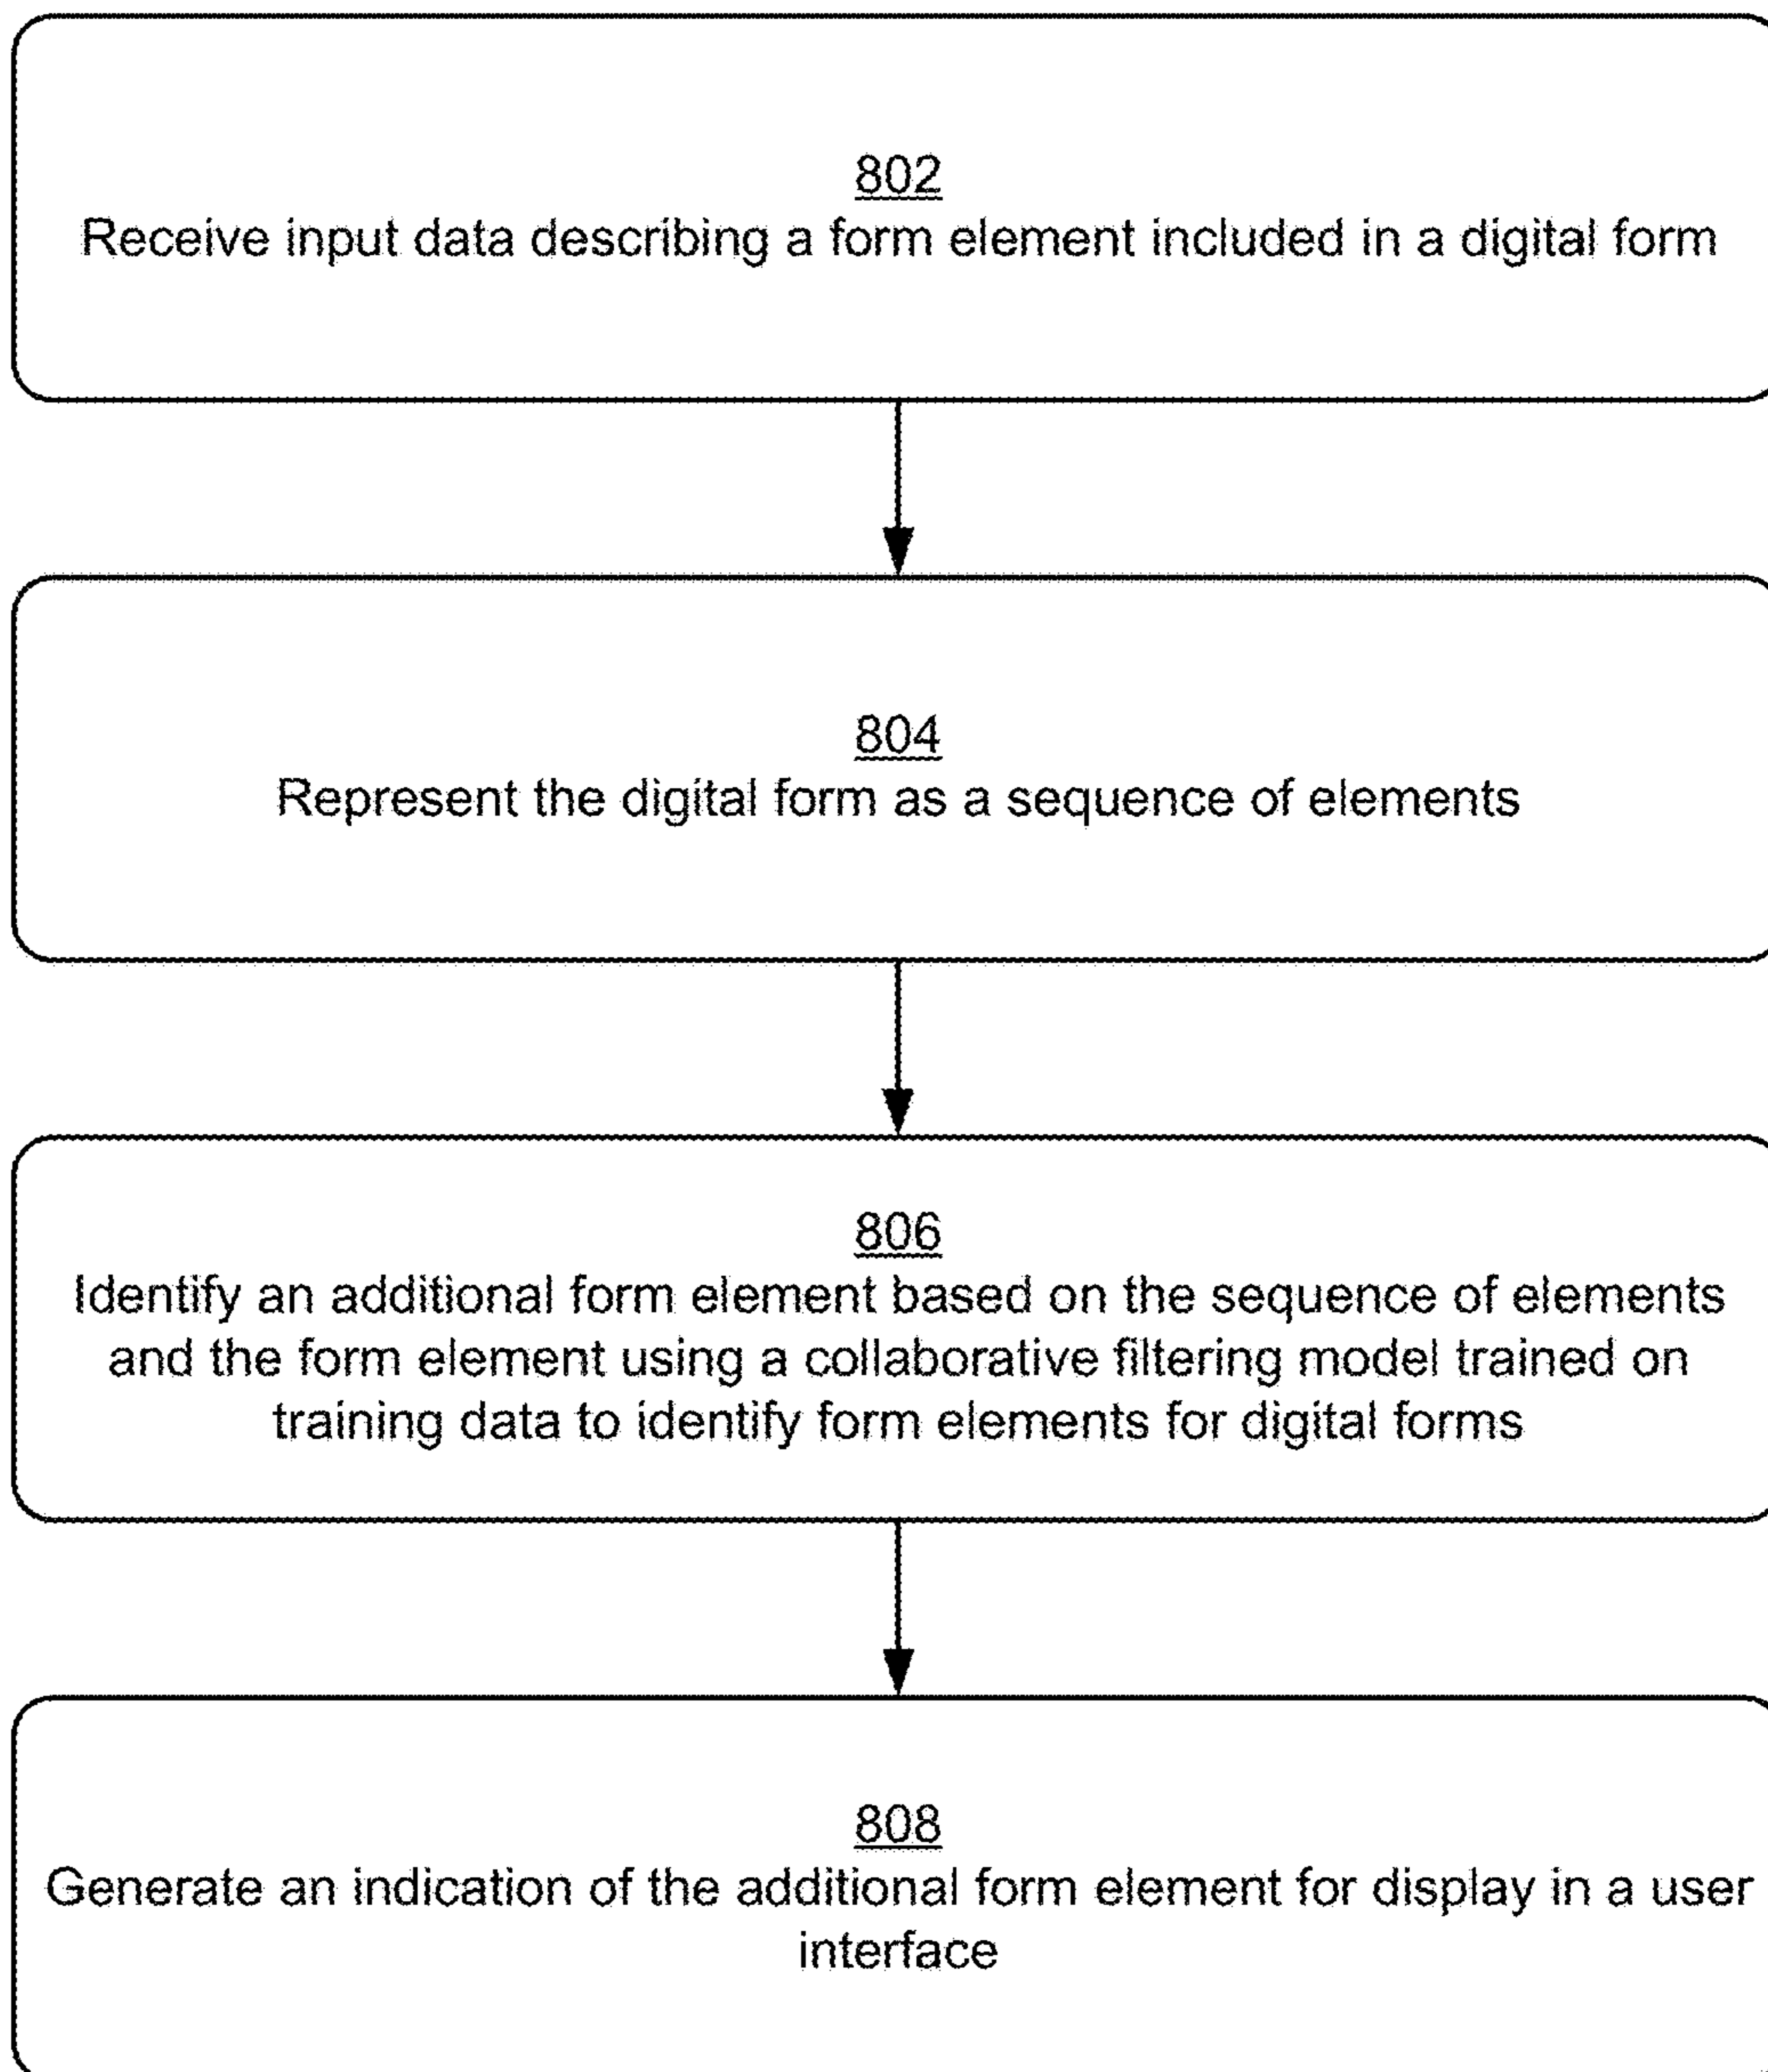 802
Receive input data describing a form element included in a digital form
804
Represent the digital form as a sequence of elements
806
Identify an additional form element based on the sequence of elements
and the form element using a collaborative filtering model trained on
training data to identify form elements for digital forms
808
Generate an indication of the additional form element for display in a user
interface